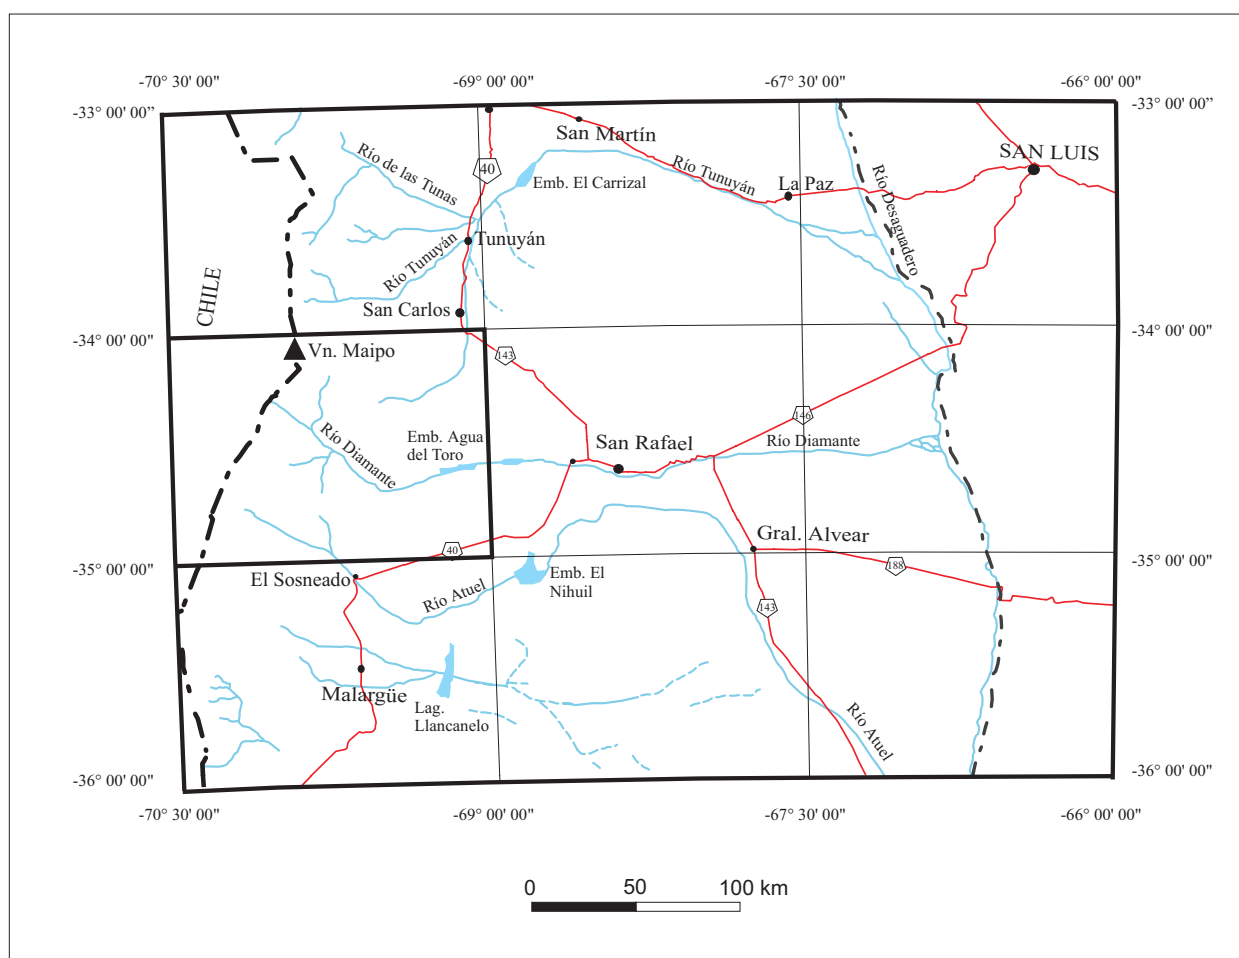 -70° 30' 00"
-69° 00' 00"
-67° 30' 00"
-66° 00' 00"
-33° 00' 00”
-33° 00' 00”
San Martín
SAN LUIS
Río de las Tunas
40
Emb. El Carrizal
Río Tunuyán
La Paz
Río Desaguadero
Tunuyán
Río Tunuyán
CHILE
San Carlos
-34° 00' 00"
-34° 00' 00"
Vn. Maipo
143
146
Río Diamante
Emb. Agua
del Toro
San Rafael
Río Diamante
Gral. Alvear
40
-35° 00' 00"
-35° 00' 00"
188
El Sosneado
Emb. El
Nihuil
Río Atuel
143
Malargüe
Lag.
Llancanelo
Río Atuel
-36° 00' 00"
-36° 00' 00"
-70° 30' 00"
-69° 00' 00"
-67° 30' 00"
-66° 00' 00"
0 50 100 km